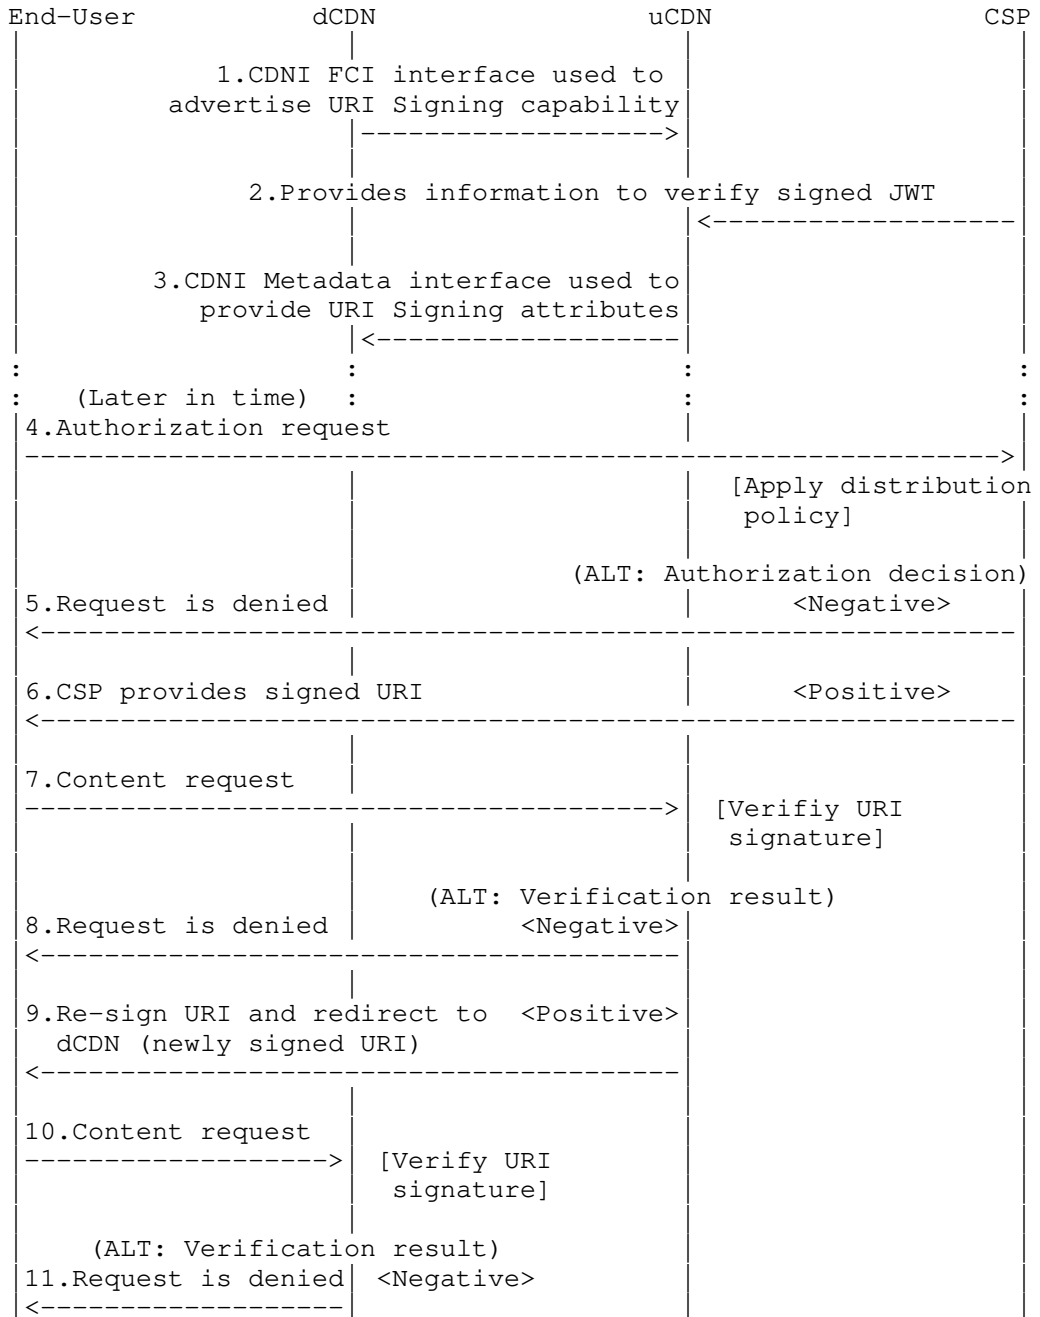 End-User dCDN uCDN CSP
1.CDNI FCI interface used to
advertise URI Signing capability
2.Provides information to verify signed JWT
3.CDNI Metadata interface used to
provide URI Signing attributes
: : : :
: (Later in time) : : :
4.Authorization request
[Apply distribution
policy]
(ALT: Authorization decision)
5.Request is denied <Negative>
6.CSP provides signed URI <Positive>
7.Content request
[Verifiy URI
signature]
(ALT: Verification result)
8.Request is denied <Negative>
9.Re-sign URI and redirect to <Positive>
dCDN (newly signed URI)
10.Content request
[Verify URI
signature]
(ALT: Verification result)
11.Request is denied <Negative>